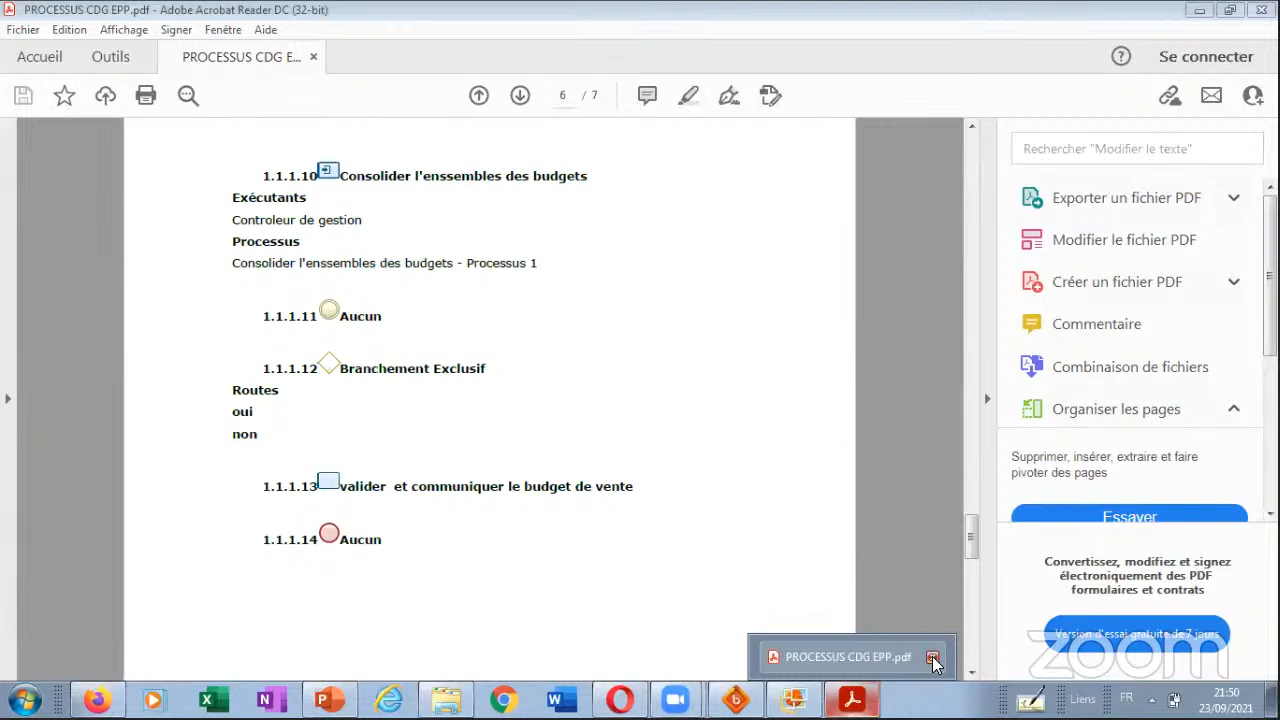 PROCESSUS CDG EPP.pdf - Adobe Acrobat Reader DC (32-bit)
Fichier Edition Affichage Signer Fenêtre Aide
Accueil Outils PROCESSUS CDG E... × Se connecter
6 / 7
Rechercher "Modifier le texte"
1.1.1.10 Consolider l'enssembles des budgets
Exécutants
Controleur de gestion
Processus
Consolider l'enssembles des budgets - Processus 1
1.1.1.11 Aucun
1.1.1.12 Branchement Exclusif
Routes
oui
non
1.1.1.13 valider et communiquer le budget de vente
1.1.1.14 Aucun
Exporter un fichier PDF
Modifier le fichier PDF
Créer un fichier PDF
Commentaire
Combinaison de fichiers
Organiser les pages
Supprimer, insérer, extraire et faire
pivoter des pages
Essayer
Convertissez, modifiez et signez
électroniquement des PDF
formulaires et contrats
Version d'essai gratuite de 7 jours
zoom
PROCESSUS CDG EPP.pdf
Liens FR 21:50
23/09/2021